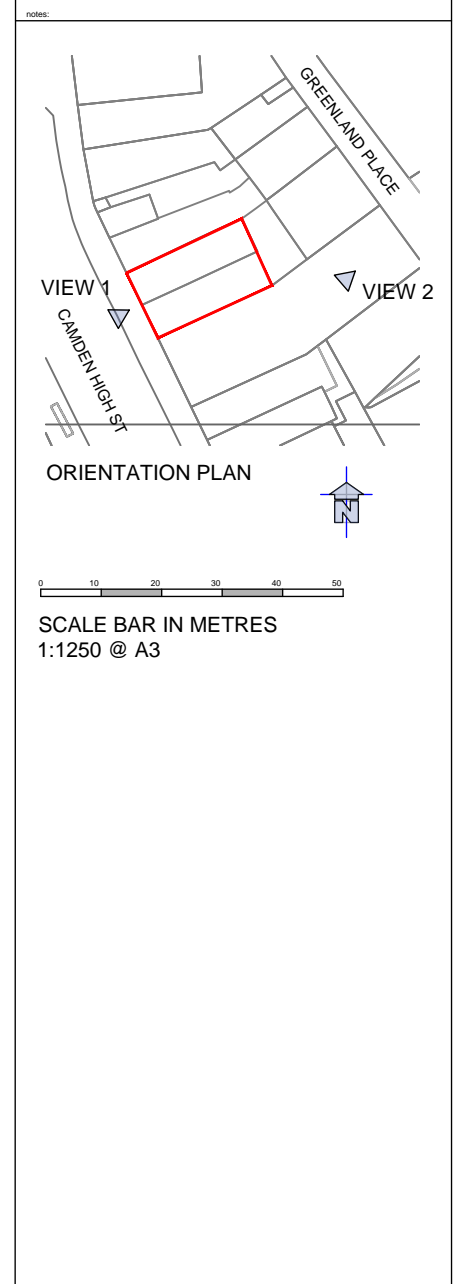 notes:
GREENLAND PLACE
VIEW 1
VIEW 2
CAMDEN HIGH ST
ORIENTATION PLAN
N
0 10 20 30 40 50
SCALE BAR IN METRES
1:1250 @ A3